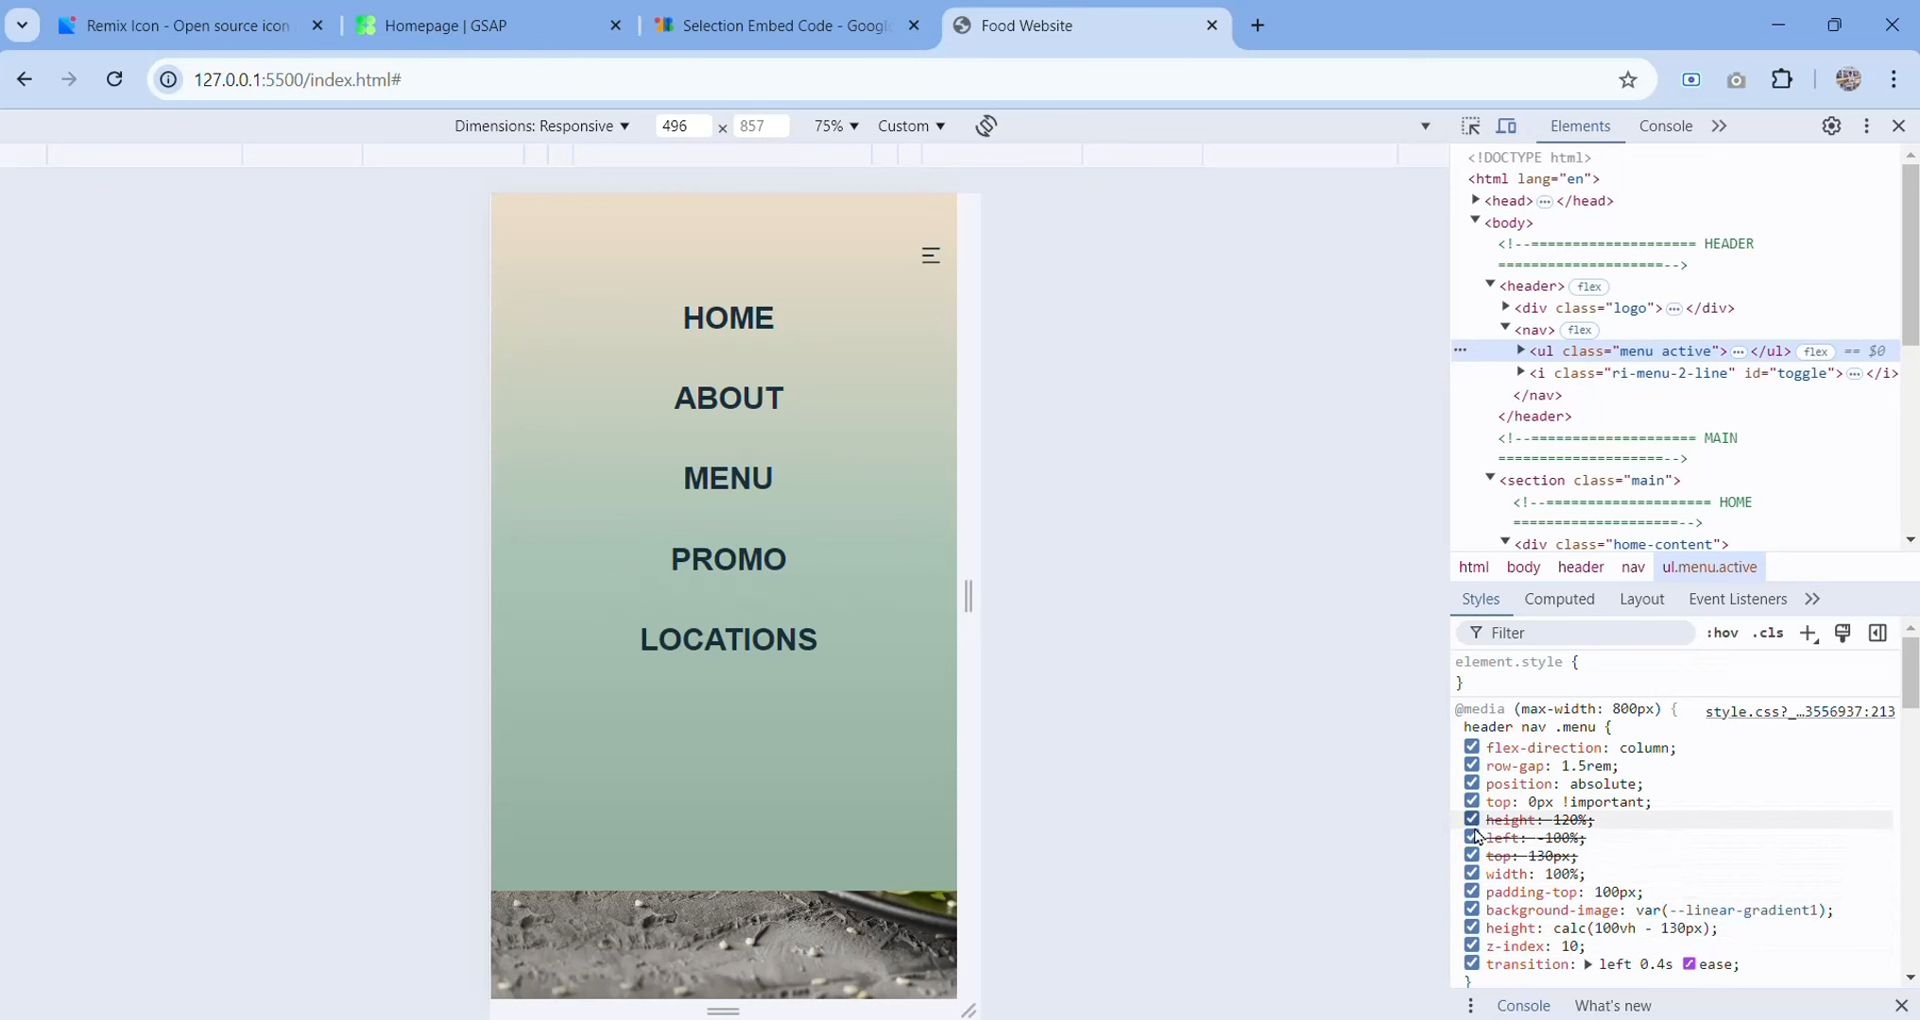 Remix Icon - Open source icon
Homepage | GSAP
Selection Embed Code - Google
Food Website
127.0.0.1:5500/index.html#
Dimensions: Responsive 496 × 857 75% Custom
Elements Console
HOME
ABOUT
MENU
PROMO
LOCATIONS
<!DOCTYPE html>
<html lang="en">
<head> ⋯ </head>
<body>
<!--==================== HEADER
=====================-->
<header> flex
<div class="logo"> ⋯ </div>
<nav> flex
<ul class="menu active"> ⋯ </ul> flex == $0
<i class="ri-menu-2-line" id="toggle"> ⋯ </i>
</nav>
</header>
<!--==================== MAIN
=====================-->
<section class="main">
<!--==================== HOME
=====================-->
<div class="home-content">
html body header nav ul.menu.active
Styles Computed Layout Event Listeners
Filter :hov .cls
element.style {
}
@media (max-width: 800px) { style.css?_…3556937:213
header nav .menu {
flex-direction: column;
row-gap: 1.5rem;
position: absolute;
top: 0px !important;
height: 120%;
left: -100%;
top: 130px;
width: 100%;
padding-top: 100px;
background-image: var(--linear-gradient1);
height: calc(100vh - 130px);
z-index: 10;
transition: left 0.4s ease;
}
Console What's new